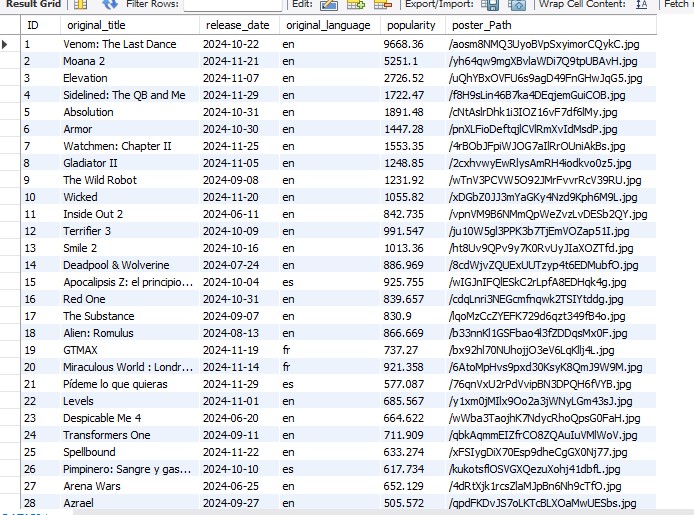 Result Grid Filter Rows: Edit: Export/Import: Wrap Cell Content: Fetch r
ID original_title release_date original_language popularity poster_Path
1 Venom: The Last Dance 2024-10-22 en 9668.36 /aosm8NMQ3UyoBVpSxyimorCQykC.jpg
2 Moana 2 2024-11-21 en 5251.1 /yh64qw9mgXBvlaWDi7Q9tpUBAvH.jpg
3 Elevation 2024-11-07 en 2726.52 /uQhYBxOVFU6s9agD49FnGHwJqG5.jpg
4 Sidelined: The QB and Me 2024-11-29 en 1722.47 /f8H9sLin46B7ka4DEqjemGuiCOB.jpg
5 Absolution 2024-10-31 en 1891.48 /cNtAslrDhk1i3IOZ16vF7df6lMy.jpg
6 Armor 2024-10-30 en 1447.28 /pnXLFioDeftqjlCVlRmXvIdMsdP.jpg
7 Watchmen: Chapter II 2024-11-25 en 1553.35 /4rBObJFpiWJOG7aIlRrOUniAkBs.jpg
8 Gladiator II 2024-11-05 en 1248.85 /2cxhvwyEwRlysAmRH4iodkvo0z5.jpg
9 The Wild Robot 2024-09-08 en 1231.92 /wTnV3PCVW5O92JMrFvvrRcV39RU.jpg
10 Wicked 2024-11-20 en 1055.82 /xDGbZ0JJ3mYaGKy4Nzd9Kph6M9L.jpg
11 Inside Out 2 2024-06-11 en 842.735 /vpnVM9B6NMmQpWeZvzLvDESb2QY.jpg
12 Terrifier 3 2024-10-09 en 991.547 /ju10W5gl3PPK3b7TjEmVOZap51I.jpg
13 Smile 2 2024-10-16 en 1013.36 /ht8Uv9QPv9y7K0RvUyJIaXOZTfd.jpg
14 Deadpool & Wolverine 2024-07-24 en 886.969 /8cdWjvZQUExUUTzyp4t6EDMubfO.jpg
15 Apocalipsis Z: el principio... 2024-10-04 es 925.755 /wIGJnIFQlESkC2rLpfA8EDHqk4g.jpg
16 Red One 2024-10-31 en 839.657 /cdqLnri3NEGcmfnqwk2TSIYtddg.jpg
17 The Substance 2024-09-07 en 830.9 /lqoMzCcZYEFK729d6qzt349fB4o.jpg
18 Alien: Romulus 2024-08-13 en 866.669 /b33nnKl1GSFbao4l3fZDDqsMx0F.jpg
19 GTMAX 2024-11-19 fr 737.27 /bx92hl70NUhojjO3eV6LqKllj4L.jpg
20 Miraculous World : Londr... 2024-11-14 fr 921.358 /6AtoMpHvs9pxd30KsyK8QmJ9W9M.jpg
21 Pídeme lo que quieras 2024-11-29 es 577.087 /76qnVxU2rPdVvipBN3DPQH6fVYB.jpg
22 Levels 2024-11-01 en 685.567 /y1xm0jMIlx9Oo2a3jWNyLGm43sJ.jpg
23 Despicable Me 4 2024-06-20 en 664.622 /wWba3TaojhK7NdycRhoQpsG0FaH.jpg
24 Transformers One 2024-09-11 en 711.909 /qbkAqmmEIZfrCO8ZQAuIuVMlWoV.jpg
25 Spellbound 2024-11-22 en 633.274 /xFSIygDiX70Esp9dheCgGX0Nj77.jpg
26 Pimpinero: Sangre y gas... 2024-10-10 es 617.734 /kukotsflOSVGXQezuXohj41dbfL.jpg
27 Arena Wars 2024-06-25 en 652.129 /4dRtXjk1rcsZlaMJpBn6Nh9cTfO.jpg
28 Azrael 2024-09-27 en 505.572 /qpdFKDvJS7oLKTcBLXOaMwUESbs.jpg